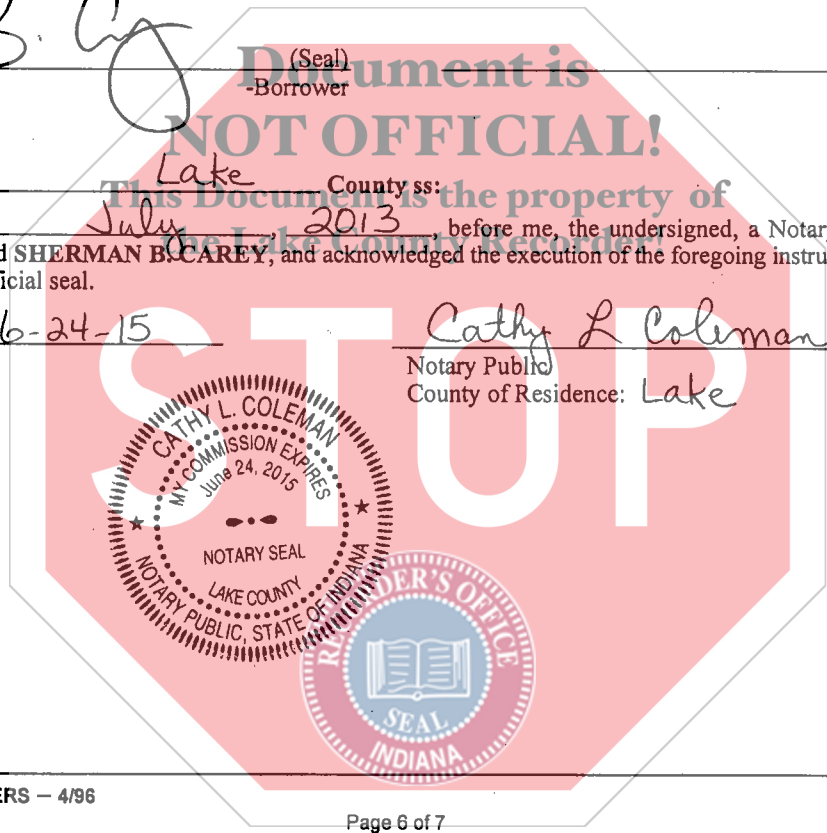 (Seal)
-Borrower
Document is
NOT OFFICIAL!
This Document is the property of
the Lake County Recorder!
Lake County ss:
July, 2013, before me, the undersigned, a Notar
d SHERMAN B. CAREY, and acknowledged the execution of the foregoing instru
icial seal.
6-24-15
Cathy L Coleman
Notary Public
County of Residence: Lake
STOP
CATHY L. COLEMAN
MY COMMISSION EXPIRES
June 24, 2015
NOTARY SEAL
LAKE COUNTY
NOTARY PUBLIC, STATE OF INDIANA
RECORDER'S OFFICE
SEAL
INDIANA
ERS — 4/96
Page 6 of 7